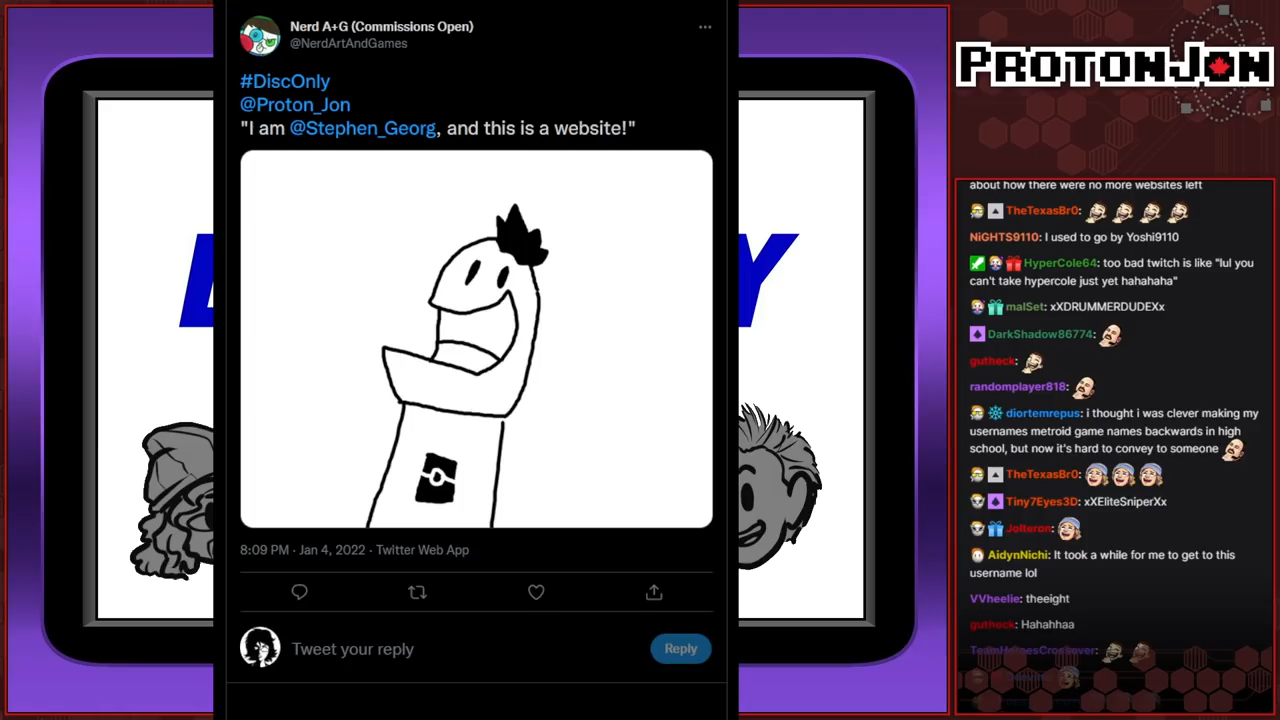 Nerd A+G (Commissions Open)
@NerdArtAndGames
#DiscOnly
@Proton_Jon
"I am @Stephen_Georg, and this is a website!"
8:09 PM · Jan 4, 2022 · Twitter Web App
Tweet your reply
Reply
PROTONJON
about how there were no more websites left
TheTexasBr0:
NiGHTS9110: I used to go by Yoshi9110
HyperCole64: too bad twitch is like "lul you
can't take hypercole just yet hahahaha"
malSet: xXDRUMMERDUDEXx
DarkShadow86774:
gutheck:
randomplayer818:
diortemrepus: i thought i was clever making my
usernames metroid game names backwards in high
school, but now it's hard to convey to someone
TheTexasBr0:
Tiny7Eyes3D: xXEliteSniperXx
Jolteron:
AidynNichi: It took a while for me to get to this
username lol
VVheelie: theeight
gutheck: Hahahhaa
TeamHeroesCrossover: